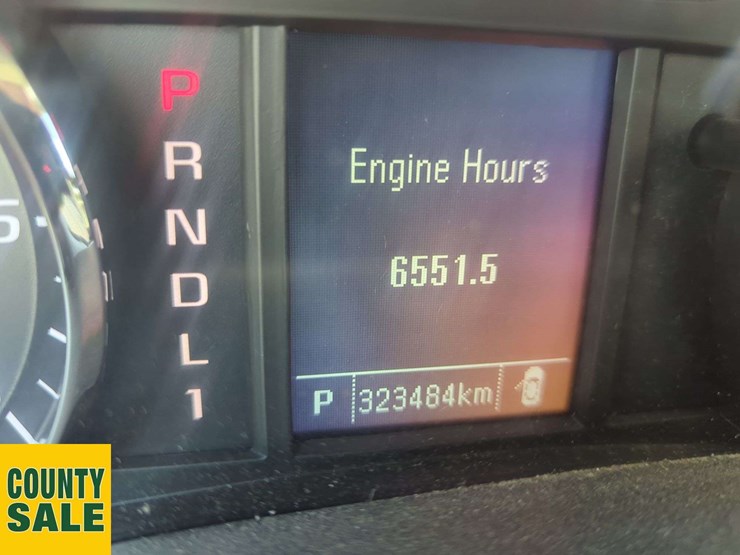 P
R
N
D
L
1
Engine Hours
6551.5
P 323484km
COUNTY
SALE